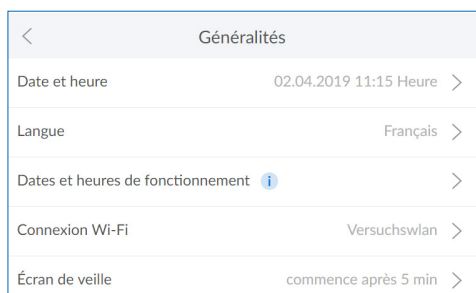 Généralités
Date et heure 02.04.2019 11:15 Heure
Langue Français
Dates et heures de fonctionnement i
Connexion Wi-Fi Versuchswlan
Écran de veille commence après 5 min